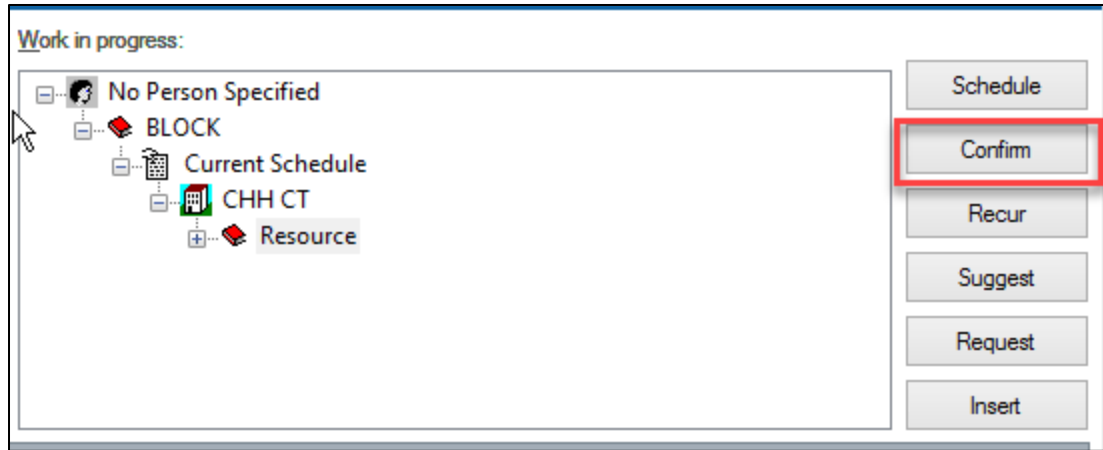 Work in progress:
No Person Specified
BLOCK
Current Schedule
CHH CT
Resource
Schedule
Confirm
Recur
Suggest
Request
Insert